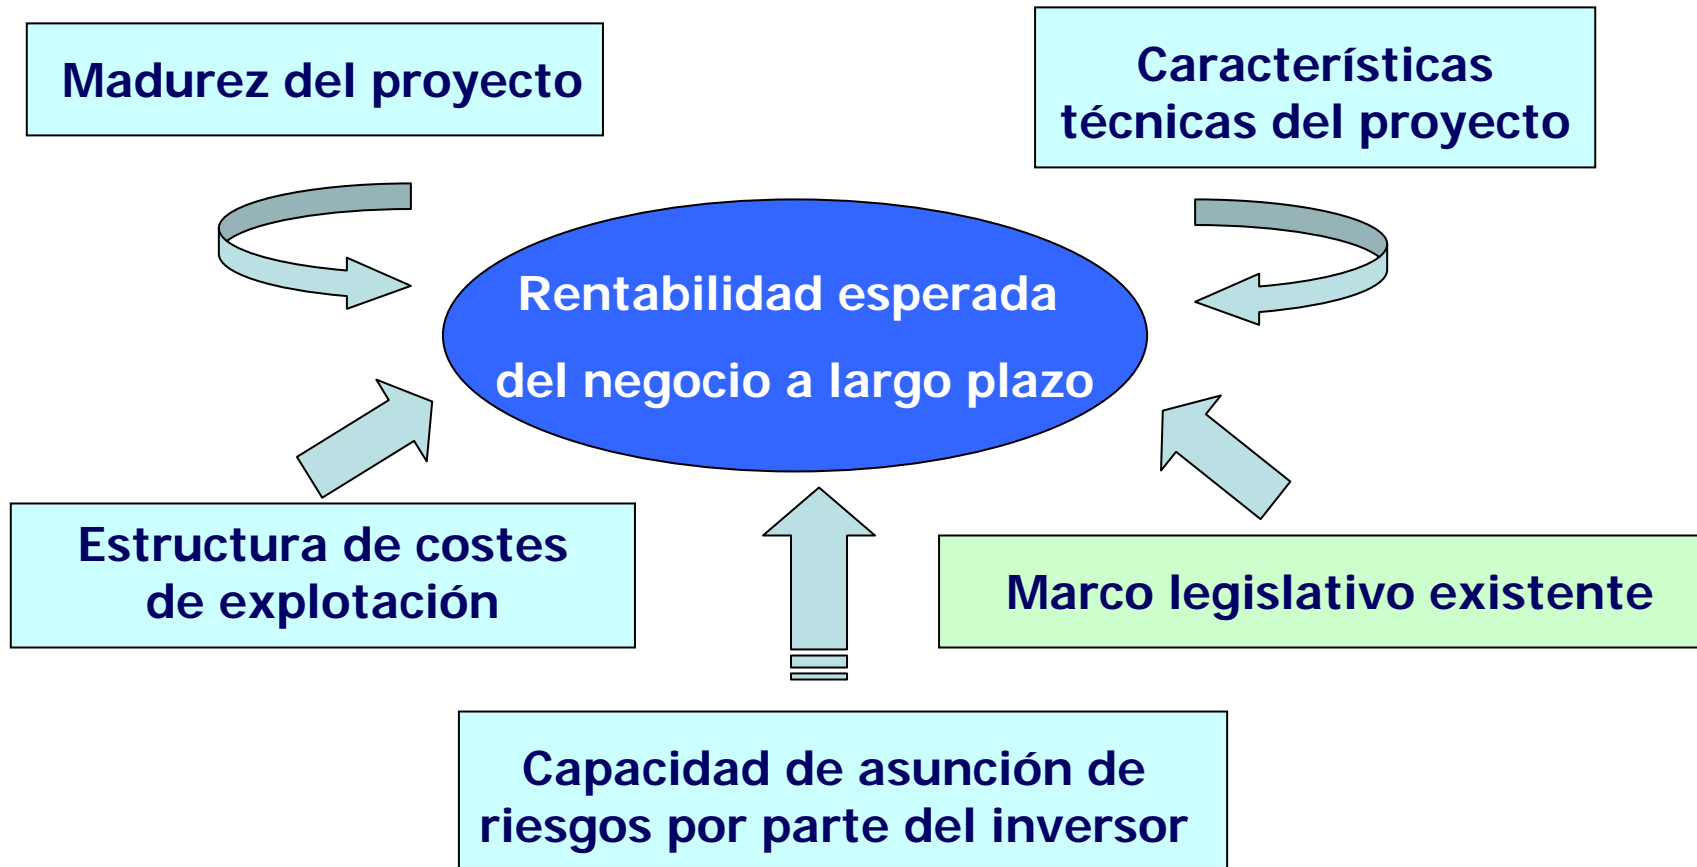 Madurez del proyecto
Características
técnicas del proyecto
Rentabilidad esperada
del negocio a largo plazo
Estructura de costes
de explotación
Marco legislativo existente
Capacidad de asunción de
riesgos por parte del inversor